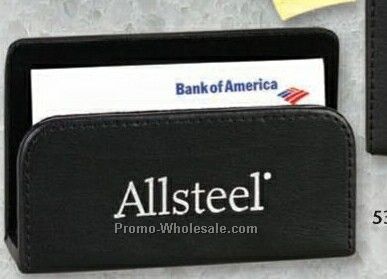 Bank of America
Allsteel
Promo-Wholesale.com
53